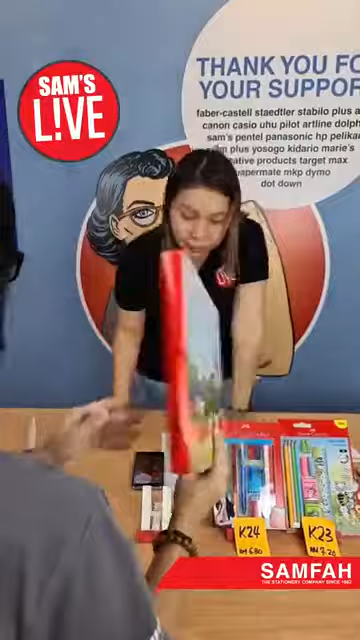 SAM'S
L!VE
THANK YOU FO
YOUR SUPPOR
faber-castell staedtler stabilo plus a
canon casio uhu pilot artline dolph
sam's pentel panasonic hp pelika
plus yosogo kidario marie's
ative products target max
papermate mkp dymo
dot down
K24
K23
SAMFAH
THE STATIONERY COMPANY SINCE 1982